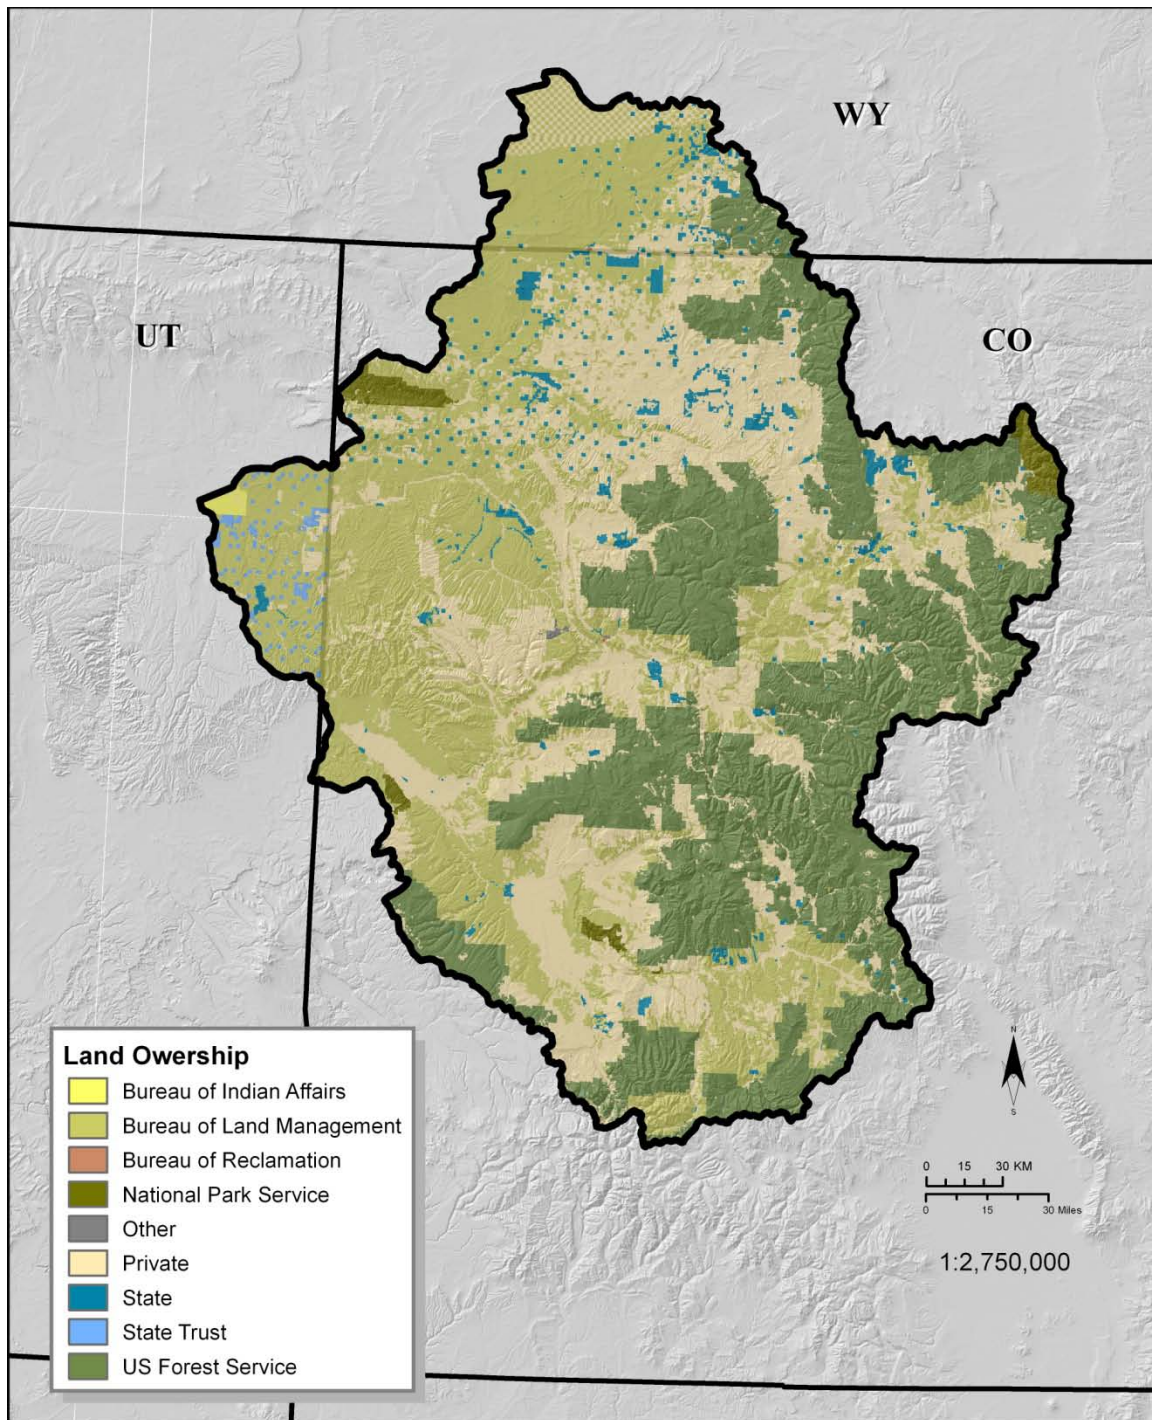 WY
UT
CO
Land Owership
Bureau of Indian Affairs
Bureau of Land Management
Bureau of Reclamation
National Park Service
Other
Private
State
State Trust
US Forest Service
N
S
0 15 30 KM
0 15 30 Miles
1:2,750,000